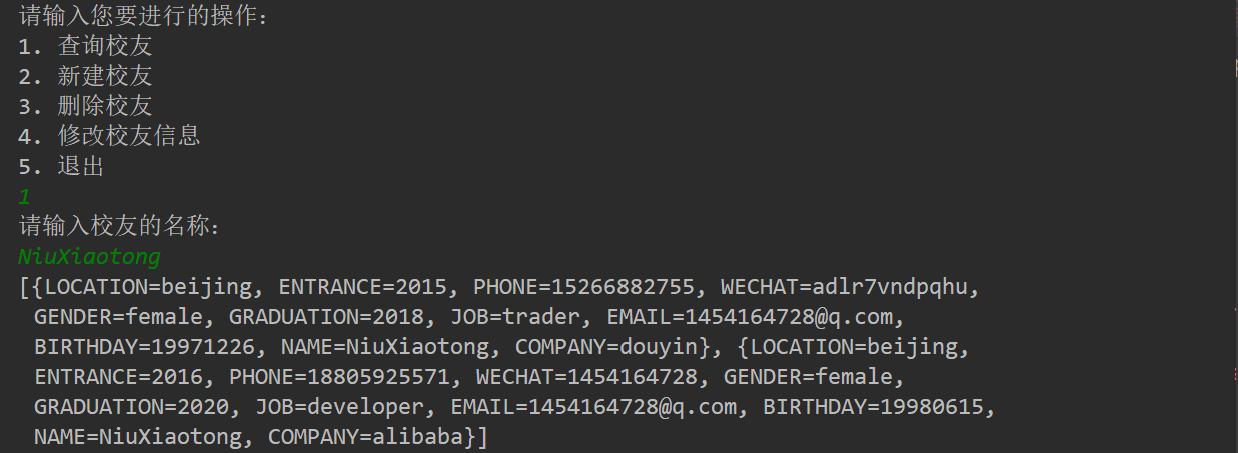 请输入您要进行的操作:
1. 查询校友
2. 新建校友
3. 删除校友
4. 修改校友信息
5. 退出
1
请输入校友的名称:
NiuXiaotong
[{LOCATION=beijing, ENTRANCE=2015, PHONE=15266882755, WECHAT=adlr7vndpqhu,
GENDER=female, GRADUATION=2018, JOB=trader, EMAIL=1454164728@q.com,
BIRTHDAY=19971226, NAME=NiuXiaotong, COMPANY=douyin}, {LOCATION=beijing,
ENTRANCE=2016, PHONE=18805925571, WECHAT=1454164728, GENDER=female,
GRADUATION=2020, JOB=developer, EMAIL=1454164728@q.com, BIRTHDAY=19980615,
NAME=NiuXiaotong, COMPANY=alibaba}]